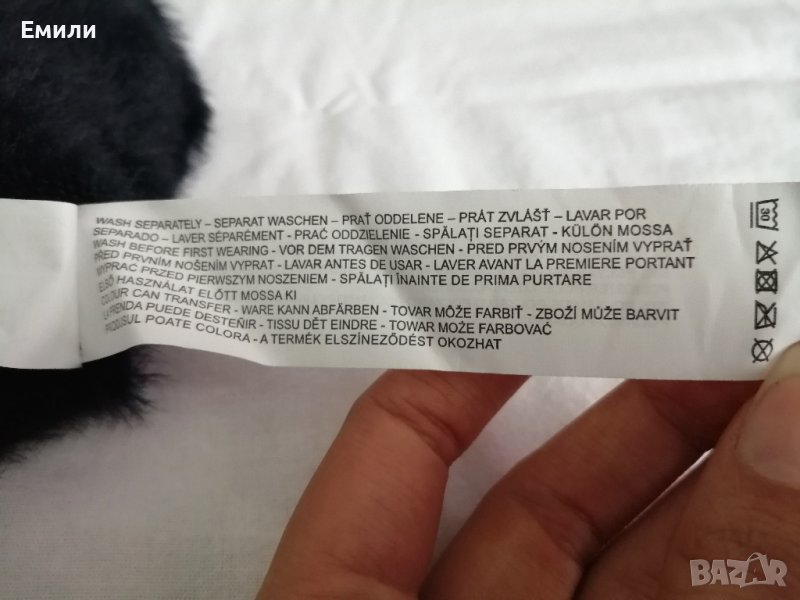 Емили
WASH SEPARATELY – SEPARAT WASCHEN – PRAŤ ODDELENE – PRÁT ZVLÁŠŤ – LAVAR POR
SEPARADO – LAVER SÉPARÉMENT - PRAĆ ODDZIELENIE - SPĂLAȚI SEPARAT - KÜLÖN MOSSA
WASH BEFORE FIRST WEARING - VOR DEM TRAGEN WASCHEN - PRED PRVÝM NOSENÍM VYPRAŤ
PŘED PRVNÍM NOŠENÍM VYPRAT - LAVAR ANTES DE USAR - LAVER AVANT LA PREMIERE PORTANT
WYPRAĆ PRZED PIERWSZYM NOSZENIEM - SPĂLAȚI ÎNAINTE DE PRIMA PURTARE
ELSŐ HASZNÁLAT ELŐTT MOSSA KI
COLOUR CAN TRANSFER - WARE KANN ABFÄRBEN - TOVAR MÔŽE FARBIŤ - ZBOŽÍ MŮŽE BARVIT
LA PRENDA PUEDE DESTEÑIR - TISSU DÉT EINDRE - TOWAR MOŻE FARBOVAĆ
PRODUSUL POATE COLORA - A TERMÉK ELSZÍNEZŐDÉST OKOZHAT
30
BAZAR